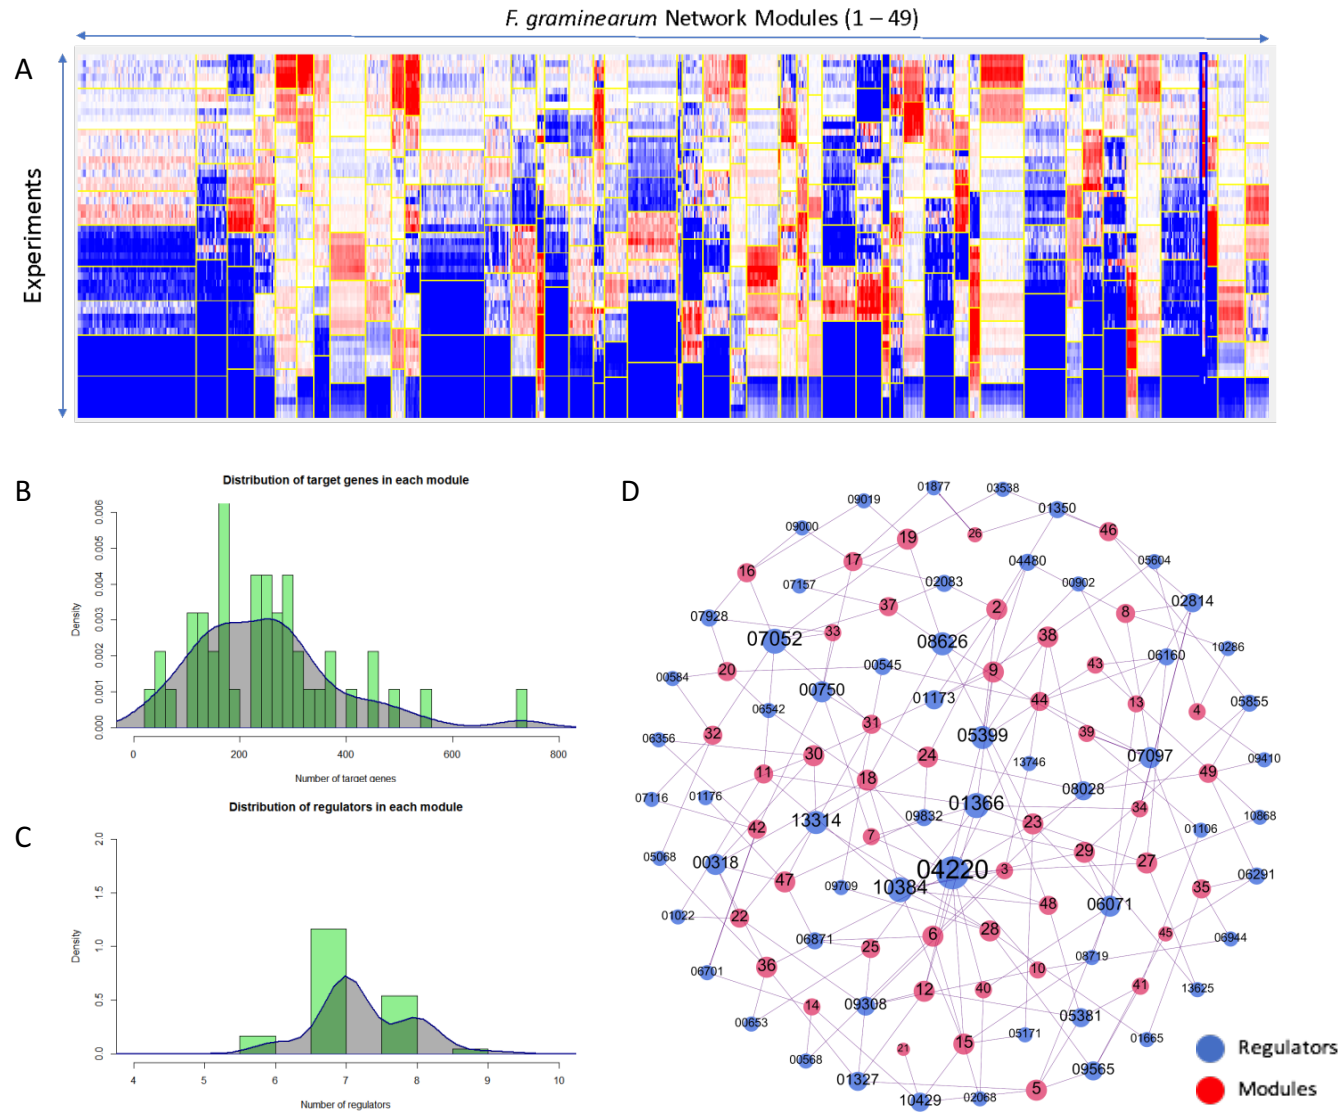 F. graminearum Network Modules (1 – 49)
A
Experiments
B
Distribution of target genes in each module
Density
0.000 0.001 0.002 0.003 0.004 0.005 0.006
0 200 400 600 800
Number of target genes
C
Distribution of regulators in each module
Density
0.0 0.5 1.0 1.5 2.0
4 5 6 7 8 9 10
Number of regulators
D
01877 03538
09019 01350
09000 19 26 46
16 17 04480 05604
07157 02083 00902 02814
07928 37 2 8
07052 33 08626 38 10286
00584 20 00545 9 43 06160
06542 00750 01173 44 13 4 05855
06356 32 31 05399 39
11 30 24 13746 07097 09410
07116 01176 18 08028 49
42 13314 09832 01366 23 34 01106 10868
05068 00318 7 29 27
47 09709 10384 04220 3 35 06291
01022 22 48 06071
06871 25 6 28 45 06944
06701 36 10 08719
14 09308 12 40 41 13625
00653 05171 05381
00568 21 15 01665
01327 10429 02068 5 09565
Regulators
Modules